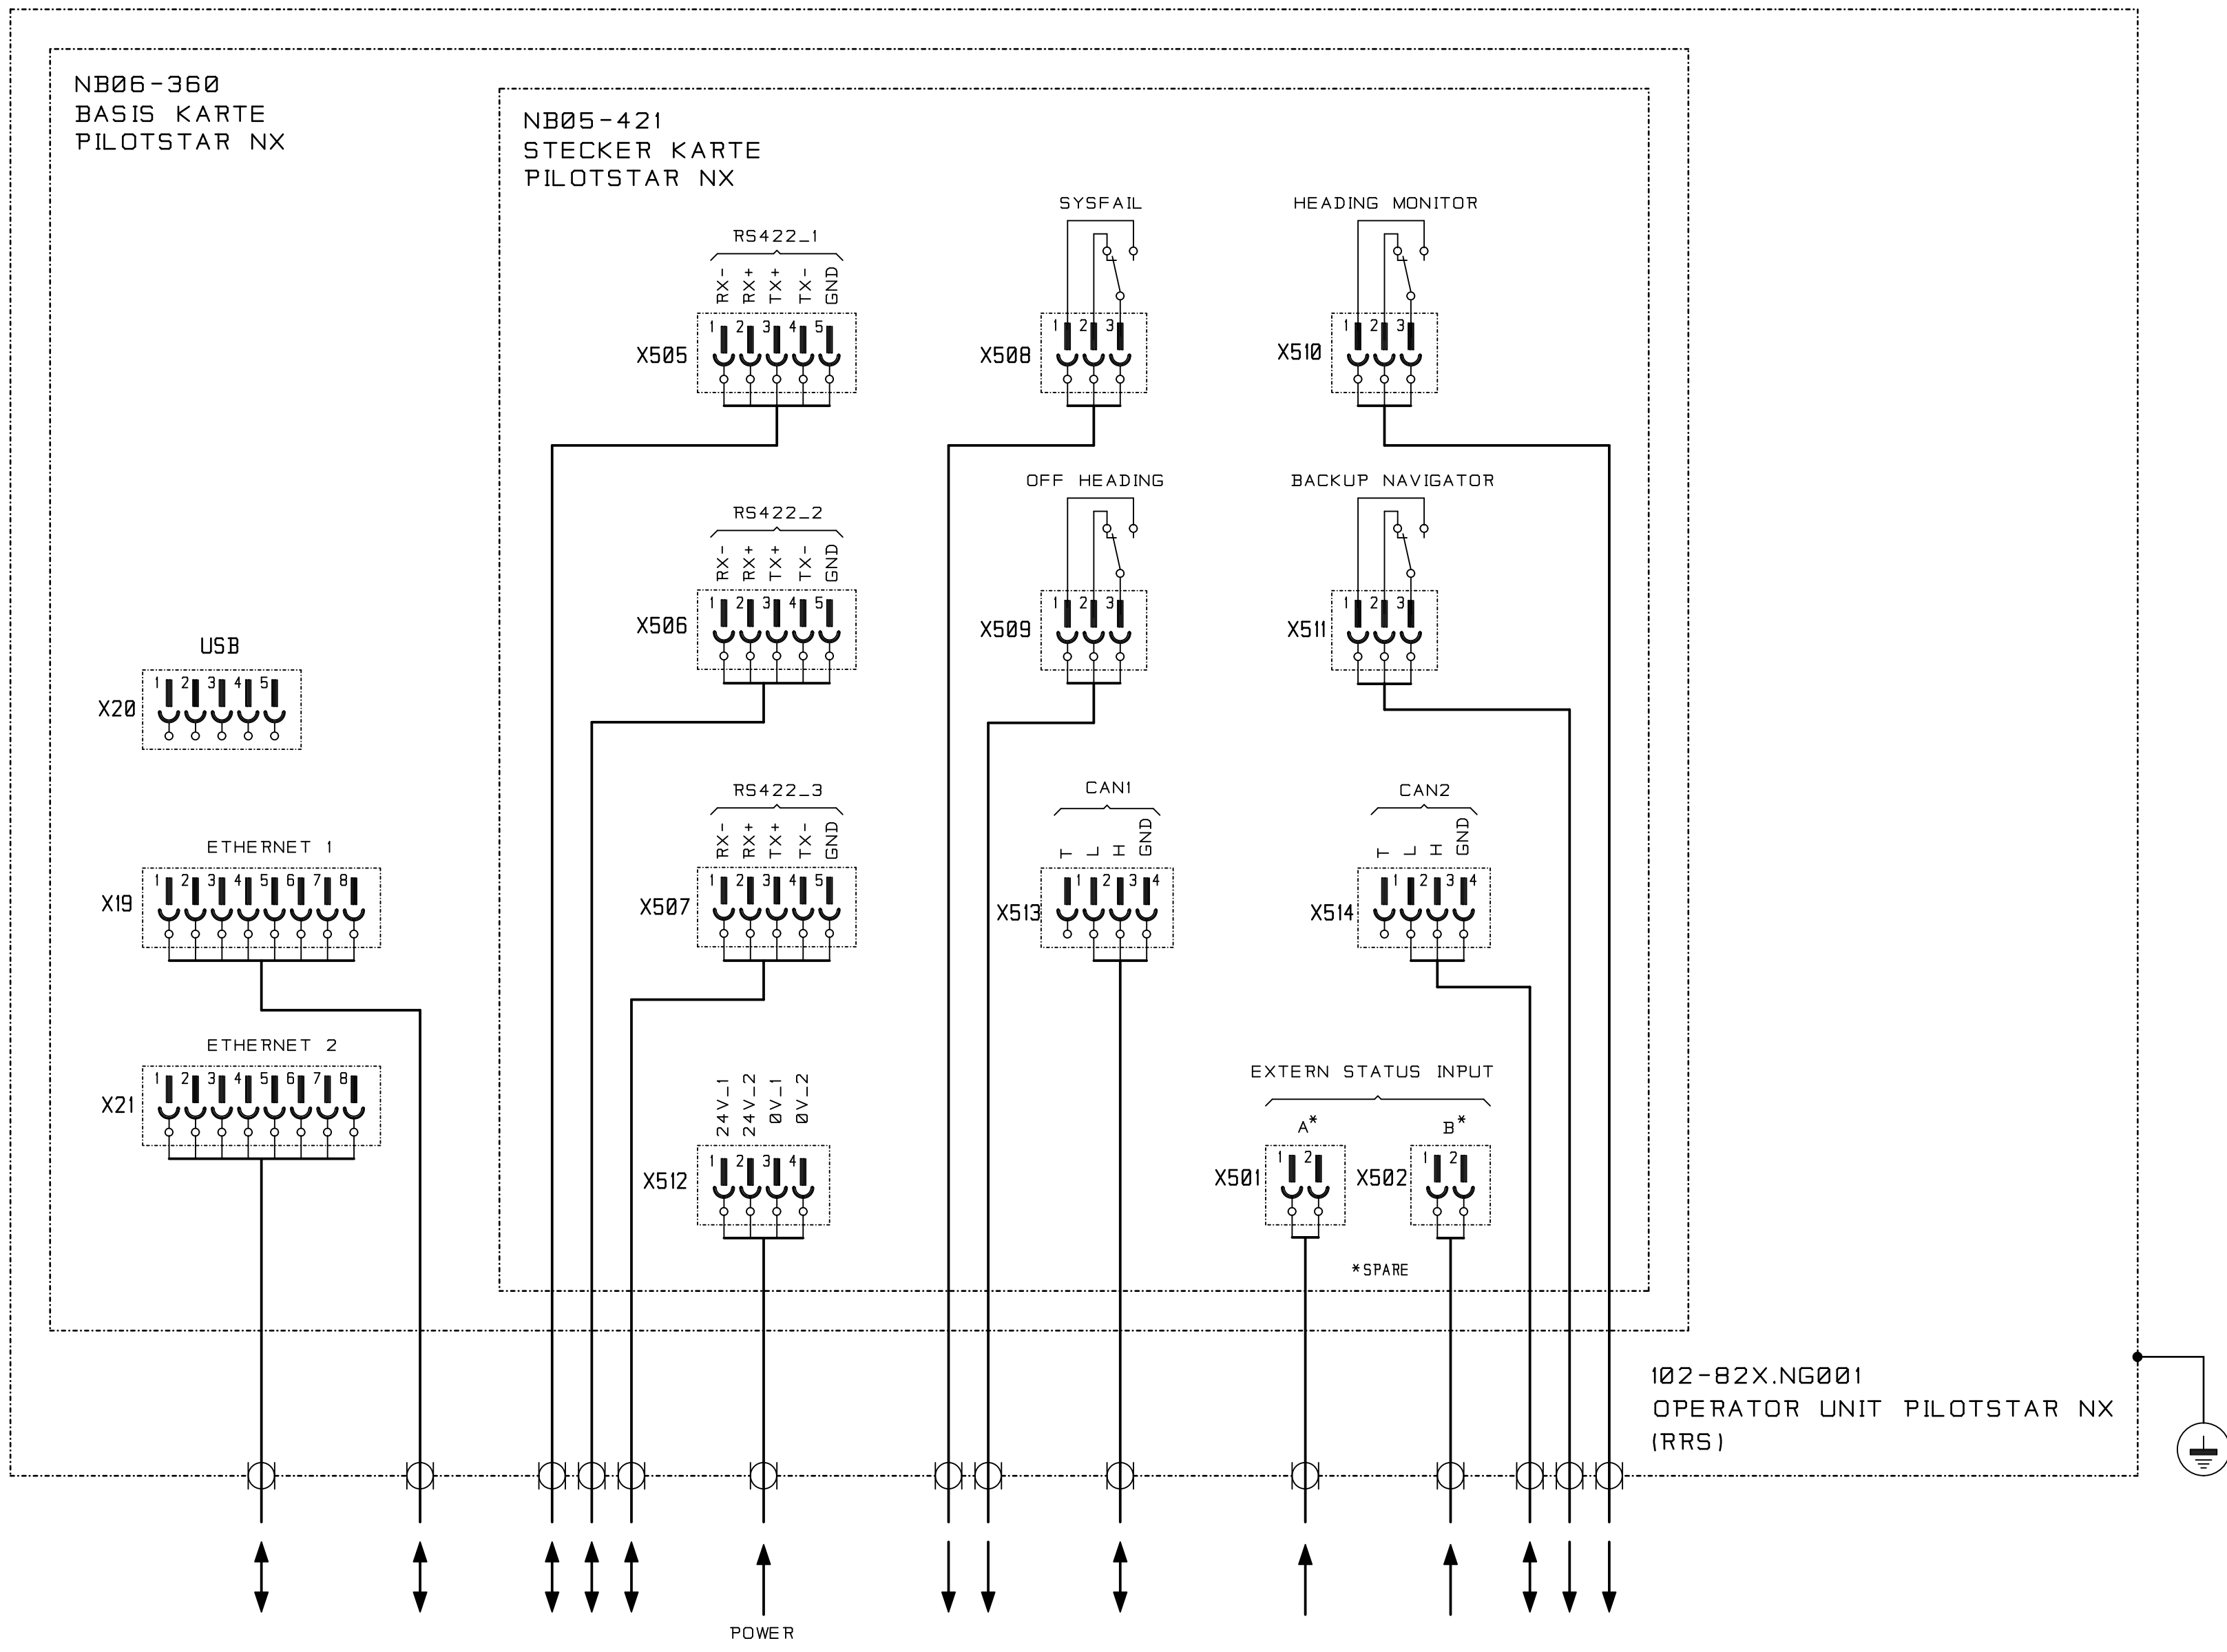 NB06-360
BASIS KARTE
PILOTSTAR NX
NB05-421
STECKER KARTE
PILOTSTAR NX
RS422_1
RX- RX+ TX+ TX- GND
1 2 3 4 5
X505
SYSFAIL
1 2 3
X508
HEADING MONITOR
1 2 3
X510
RS422_2
RX- RX+ TX+ TX- GND
1 2 3 4 5
X506
OFF HEADING
1 2 3
X509
BACKUP NAVIGATOR
1 2 3
X511
USB
1 2 3 4 5
X20
RS422_3
RX- RX+ TX+ TX- GND
1 2 3 4 5
X507
CAN1
T L H GND
1 2 3 4
X513
CAN2
T L H GND
1 2 3 4
X514
ETHERNET 1
1 2 3 4 5 6 7 8
X19
ETHERNET 2
1 2 3 4 5 6 7 8
X21
24V_1 24V_2 0V_1 0V_2
1 2 3 4
X512
EXTERN STATUS INPUT
A* B*
1 2
X501
1 2
X502
*SPARE
102-82X.NG001
OPERATOR UNIT PILOTSTAR NX
(RRS)
POWER